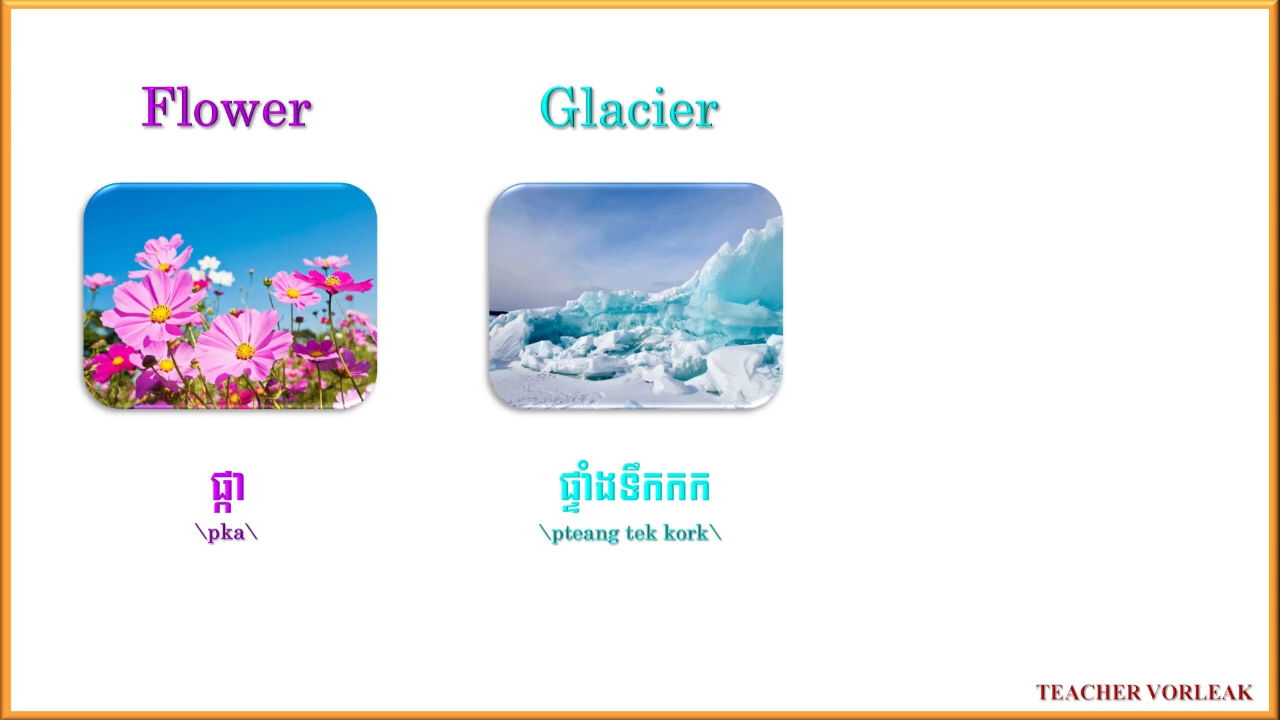 Flower
Glacier
ផ្កា
ផ្ទាំងទឹកកក
\pka\
\pteang tek kork\
TEACHER VORLEAK